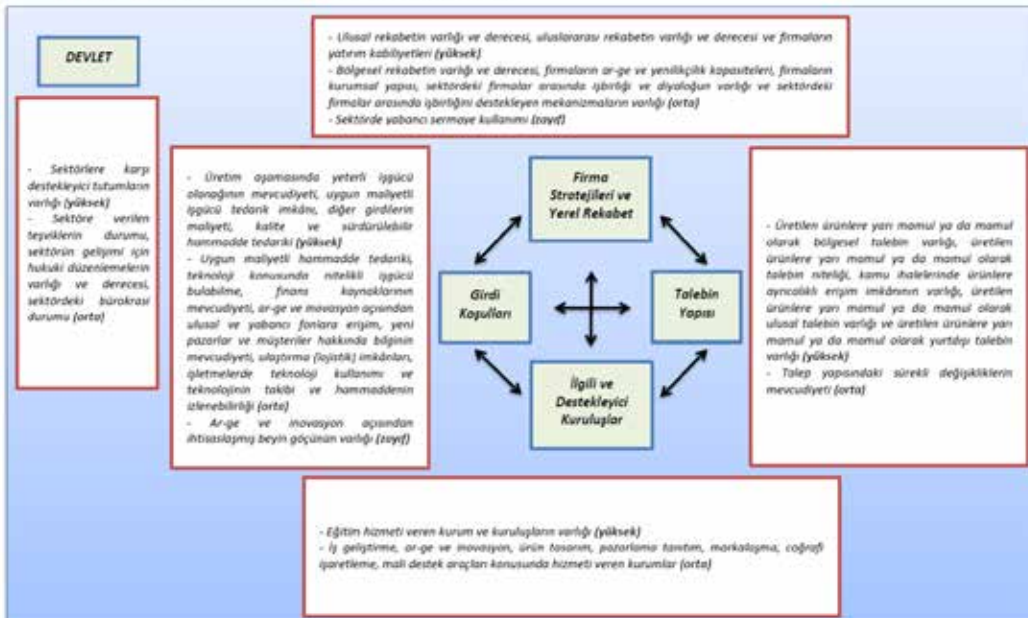 DEVLET
- Sektörlere karşı
destekleyici tutumların
varlığı (yüksek)
- Sektöre verilen
teşviklerin durumu,
sektörün gelişimi için
hukuki düzenlemelerin
varlığı ve derecesi,
sektördeki bürokrasi
durumu (orta)
- Ulusal rekabetin varlığı ve derecesi, uluslararası rekabetin varlığı ve derecesi ve firmaların
yatırım kabiliyetleri (yüksek)
- Bölgesel rekabetin varlığı ve derecesi, firmaların ar-ge ve yenilikçilik kapasiteleri, firmaların
kurumsal yapısı, sektördeki firmalar arasında işbirliği ve diyaloğun varlığı ve sektördeki
firmalar arasında işbirliğini destekleyen mekanizmaların varlığı (orta)
- Sektörde yabancı sermaye kullanımı (zayıf)
- Üretim aşamasında yeterli işgücü
olanağının mevcudiyeti, uygun maliyetli
işgücü tedarik imkânı, diğer girdilerin
maliyeti, kalite ve sürdürülebilir
hammadde tedariki (yüksek)
- Uygun maliyetli hammadde tedariki,
teknoloji konusunda nitelikli işgücü
bulabilme, finans kaynaklarının
mevcudiyeti, ar-ge ve inovasyon açısından
ulusal ve yabancı fonlara erişim, yeni
pazarlar ve müşteriler hakkında bilginin
mevcudiyeti, ulaştırma (lojistik) imkânları,
işletmelerde teknoloji kullanımı ve
teknolojinin takibi ve hammaddenin
izlenebilirliği (orta)
- Ar-ge ve inovasyon açısından
ihtisaslaşmış beyin göçünün varlığı (zayıf)
Firma
Stratejileri ve
Yerel Rekabet
Girdi
Koşulları
Talebin
Yapısı
İlgili ve
Destekleyici
Kuruluşlar
- Üretilen ürünlere yarı mamul ya da mamul
olarak bölgesel talebin varlığı, üretilen
ürünlere yarı mamul ya da mamul olarak
talebin niteliği, kamu ihalelerinde ürünlere
ayrıcalıklı erişim imkânının varlığı, üretilen
ürünlere yarı mamul ya da mamul olarak
ulusal talebin varlığı ve üretilen ürünlere yarı
mamul ya da mamul olarak yurtdışı talebin
varlığı (yüksek)
- Talep yapısındaki sürekli değişikliklerin
mevcudiyeti (orta)
- Eğitim hizmeti veren kurum ve kuruluşların varlığı (yüksek)
- İş geliştirme, ar-ge ve inovasyon, ürün tasarım, pazarlama tanıtım, markalaşma, coğrafi
işaretleme, mali destek araçları konusunda hizmeti veren kurumlar (orta)